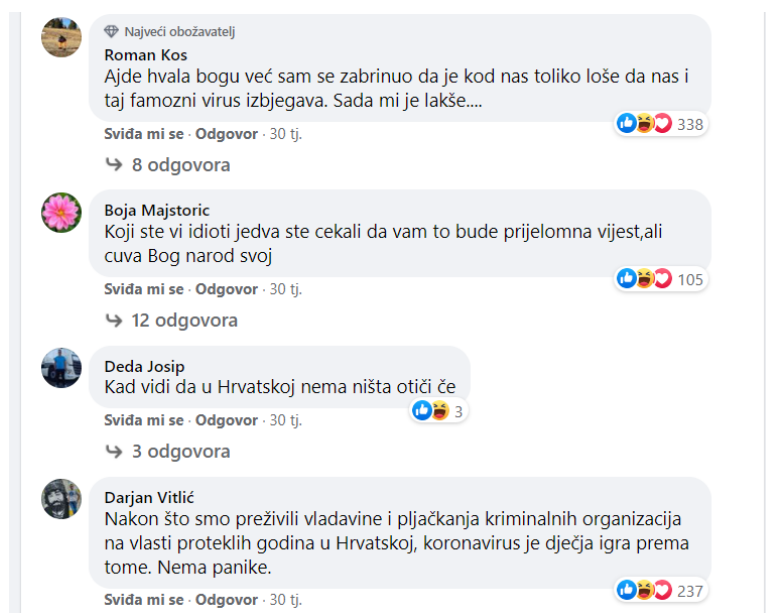 Najveći obožavatelj
Roman Kos
Ajde hvala bogu već sam se zabrinuo da je kod nas toliko loše da nas i
taj famozni virus izbjegava. Sada mi je lakše....
338
Sviđa mi se · Odgovor · 30 tj.
8 odgovora
Boja Majstoric
Koji ste vi idioti jedva ste cekali da vam to bude prijelomna vijest,ali
cuva Bog narod svoj
105
Sviđa mi se · Odgovor · 30 tj.
12 odgovora
Deda Josip
Kad vidi da u Hrvatskoj nema ništa otiči če
3
Sviđa mi se · Odgovor · 30 tj.
3 odgovora
Darjan Vitlić
Nakon što smo preživili vladavine i pljačkanja kriminalnih organizacija
na vlasti proteklih godina u Hrvatskoj, koronavirus je dječja igra prema
tome. Nema panike.
237
Sviđa mi se · Odgovor · 30 tj.